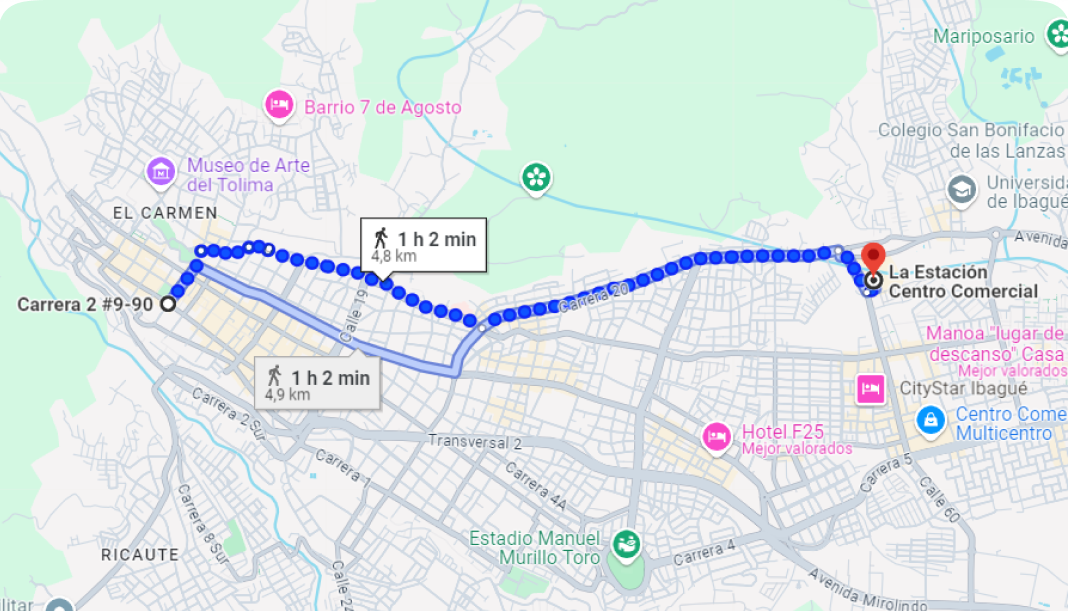 Mariposario
Barrio 7 de Agosto
Colegio San Bonifacio
de las Lanzas
Museo de Arte
del Tolima
Universida
de Ibagué
EL CARMEN
1 h 2 min
4,8 km
Avenida
La Estación
Centro Comercial
Carrera 2 #9-90
Carrera 20
Calle 19
Manoa "lugar de
descanso" Casa
Mejor valorados
1 h 2 min
4,9 km
CityStar Ibagué
Carrera 2 Sur
Centro Come
Multicentro
Hotel F25
Mejor valorados
Transversal 2
Carrera 1
Carrera 4A
Carrera 5
Calle 60
Carrera 8 Sur
Estadio Manuel
Murillo Toro
RICAUTE
Carrera 4
Calle 24
Avenida Mirolindo
ilitar